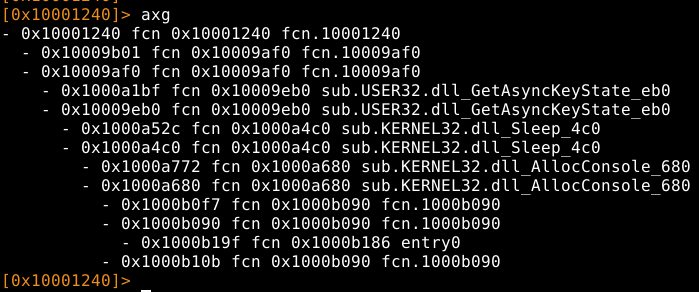 [0x10001240]> axg
- 0x10001240 fcn 0x10001240 fcn.10001240
- 0x10009b01 fcn 0x10009af0 fcn.10009af0
- 0x10009af0 fcn 0x10009af0 fcn.10009af0
- 0x1000a1bf fcn 0x10009eb0 sub.USER32.dll_GetAsyncKeyState_eb0
- 0x10009eb0 fcn 0x10009eb0 sub.USER32.dll_GetAsyncKeyState_eb0
- 0x1000a52c fcn 0x1000a4c0 sub.KERNEL32.dll_Sleep_4c0
- 0x1000a4c0 fcn 0x1000a4c0 sub.KERNEL32.dll_Sleep_4c0
- 0x1000a772 fcn 0x1000a680 sub.KERNEL32.dll_AllocConsole_680
- 0x1000a680 fcn 0x1000a680 sub.KERNEL32.dll_AllocConsole_680
- 0x1000b0f7 fcn 0x1000b090 fcn.1000b090
- 0x1000b090 fcn 0x1000b090 fcn.1000b090
- 0x1000b19f fcn 0x1000b186 entry0
- 0x1000b10b fcn 0x1000b090 fcn.1000b090
[0x10001240]>